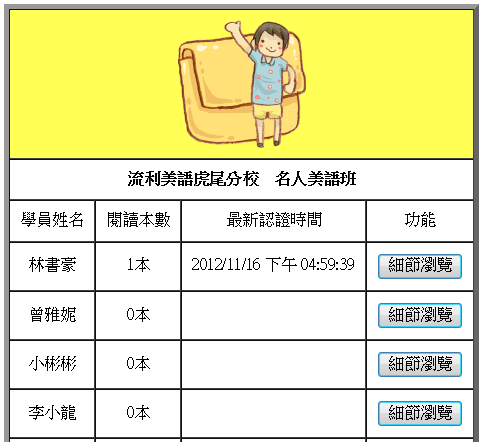 流利美語虎尾分校　名人美語班
學員姓名 閱讀本數 最新認證時間 功能
林書豪 1本 2012/11/16 下午 04:59:39 細節瀏覽
曾雅妮 0本 細節瀏覽
小彬彬 0本 細節瀏覽
李小龍 0本 細節瀏覽